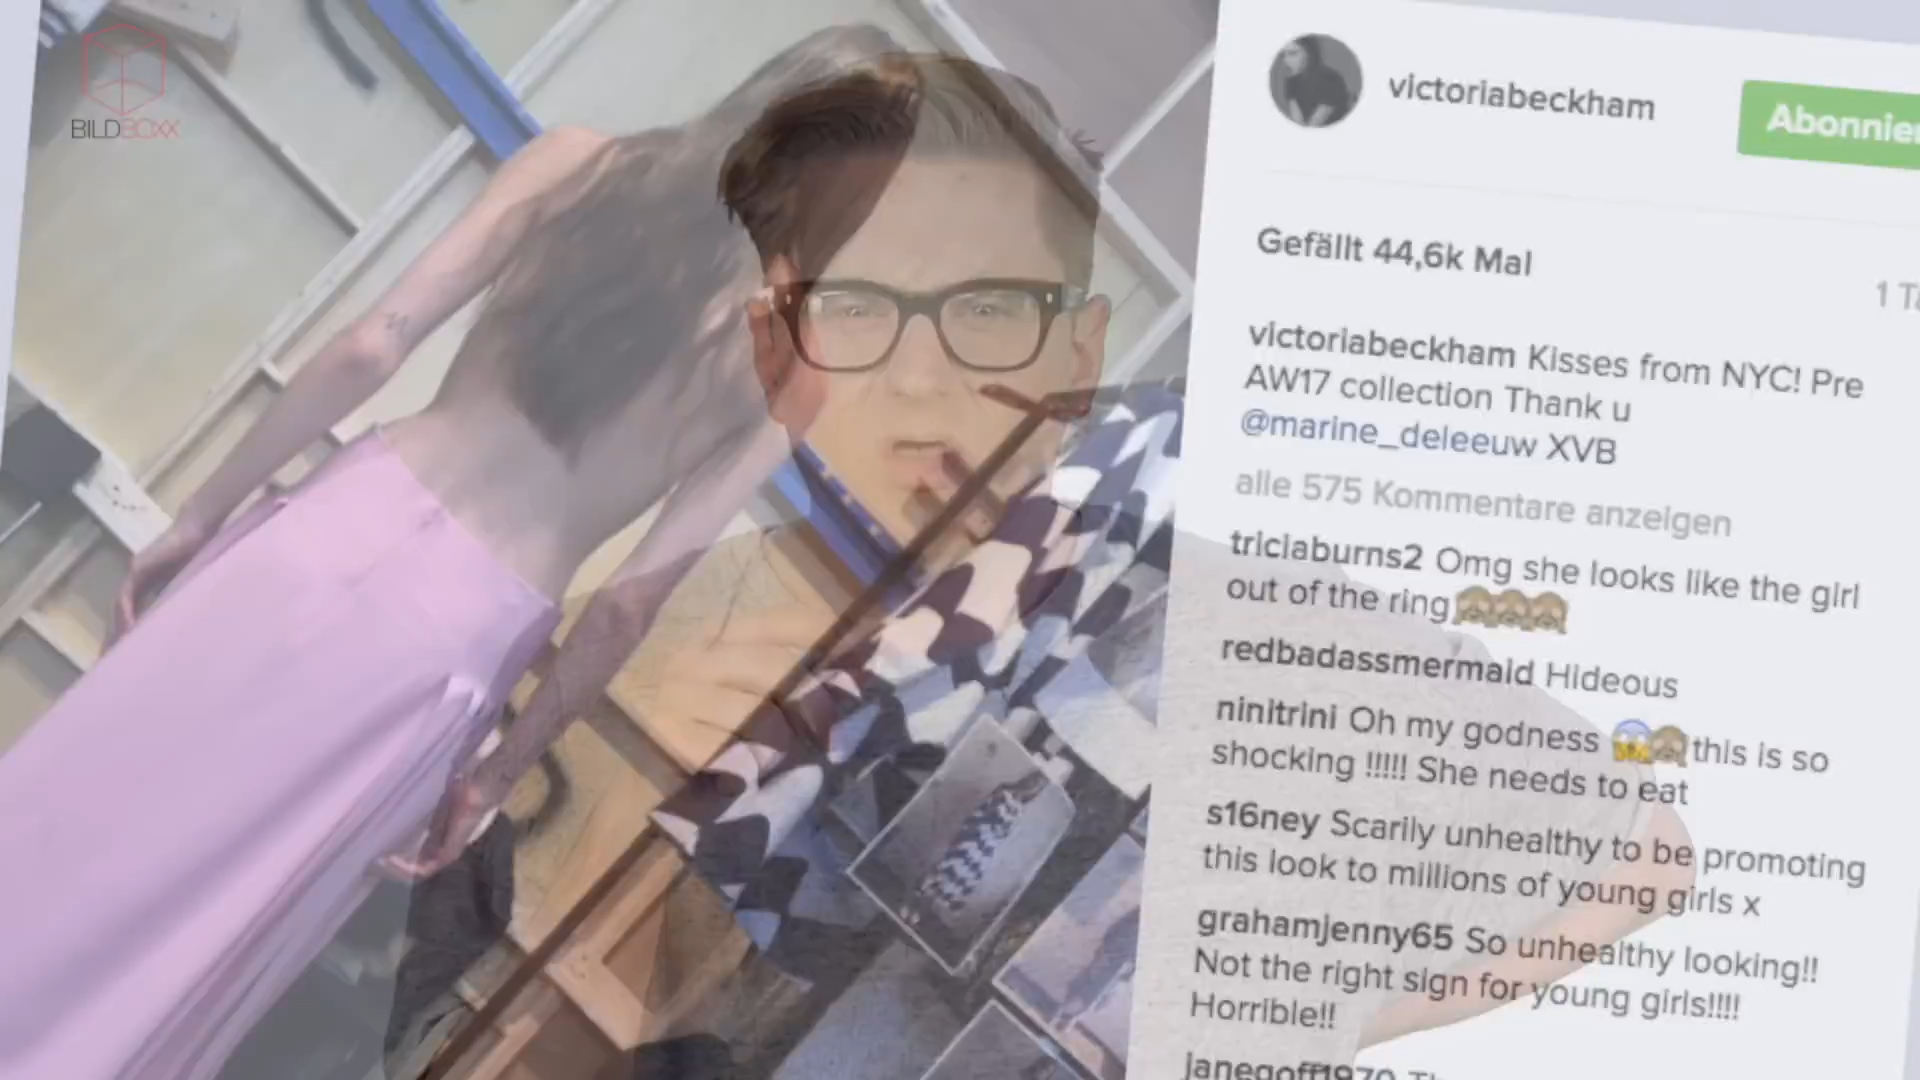 BILDBOXX
victoriabeckham
Gefällt 44,6k Mal
victoriabeckham Kisses from NYC! Pre
AW17 collection Thank u
@marine_deleeuw XVB
alle 575 Kommentare anzeigen
triciaburns2 Omg she looks like the girl
out of the ring🙈🙈🙈
redbadassmermaid Hideous
ninitrini Oh my godness 😱🙈this is so
shocking !!!!! She needs to eat
s16ney Scarily unhealthy to be promoting
this look to millions of young girls x
grahamjenny65 So unhealthy looking!!
Not the right sign for young girls!!!!
Horrible!!
janegoff1970